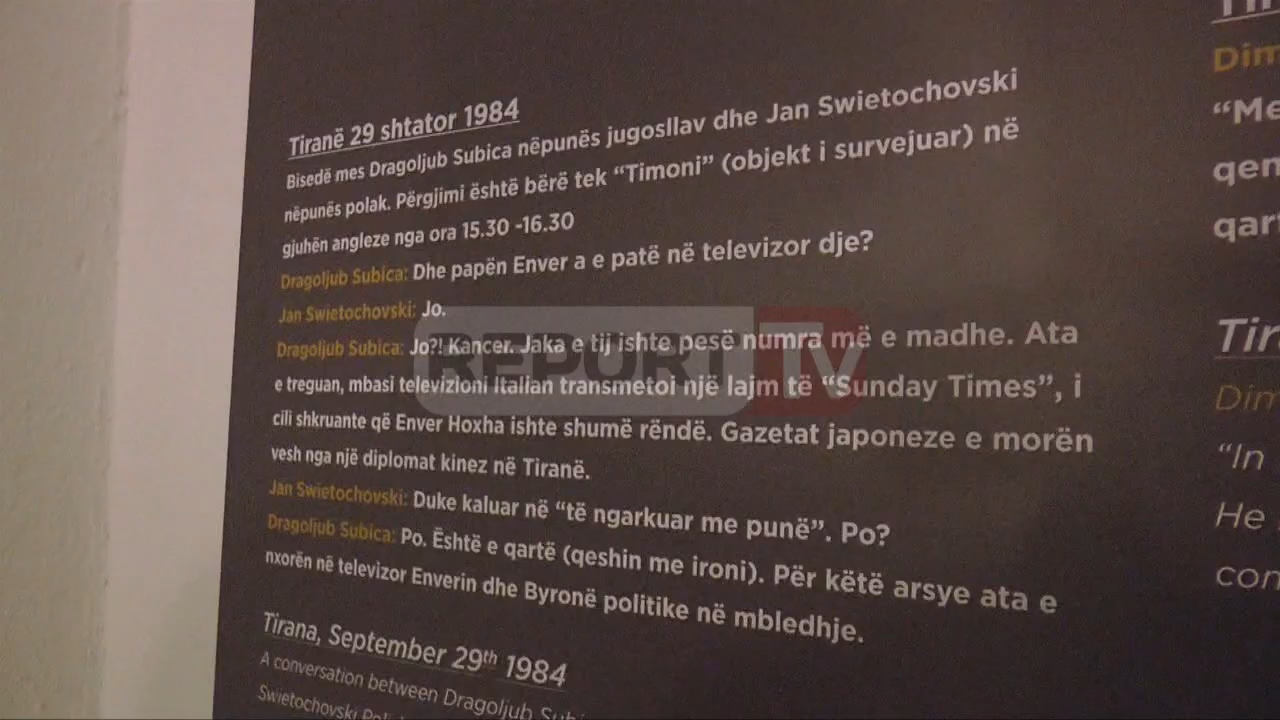 Tiranë 29 shtator 1984
Bisedë mes Dragoljub Subica nëpunës jugosllav dhe Jan Swietochovski
nëpunës polak. Përgjimi është bërë tek “Timoni” (objekt i survejuar) në
gjuhën angleze nga ora 15.30 -16.30
Dragoljub Subica: Dhe papën Enver a e patë në televizor dje?
Jan Swietochovski: Jo.
Dragoljub Subica: Jo?! Kancer. Jaka e tij ishte pesë numra më e madhe. Ata
e treguan, mbasi televizioni Italian transmetoi një lajm të “Sunday Times”, i
cili shkruante që Enver Hoxha ishte shumë rëndë. Gazetat japoneze e morën
vesh nga një diplomat kinez në Tiranë.
Jan Swietochovski: Duke kaluar në “të ngarkuar me punë”. Po?
Dragoljub Subica: Po. Është e qartë (qeshin me ironi). Për këtë arsye ata e
nxorën në televizor Enverin dhe Byronë politike në mbledhje.
Tirana, September 29th 1984
A conversation between Dragoljub
Swietochovski
REPORT Tv
“Me
“In
He